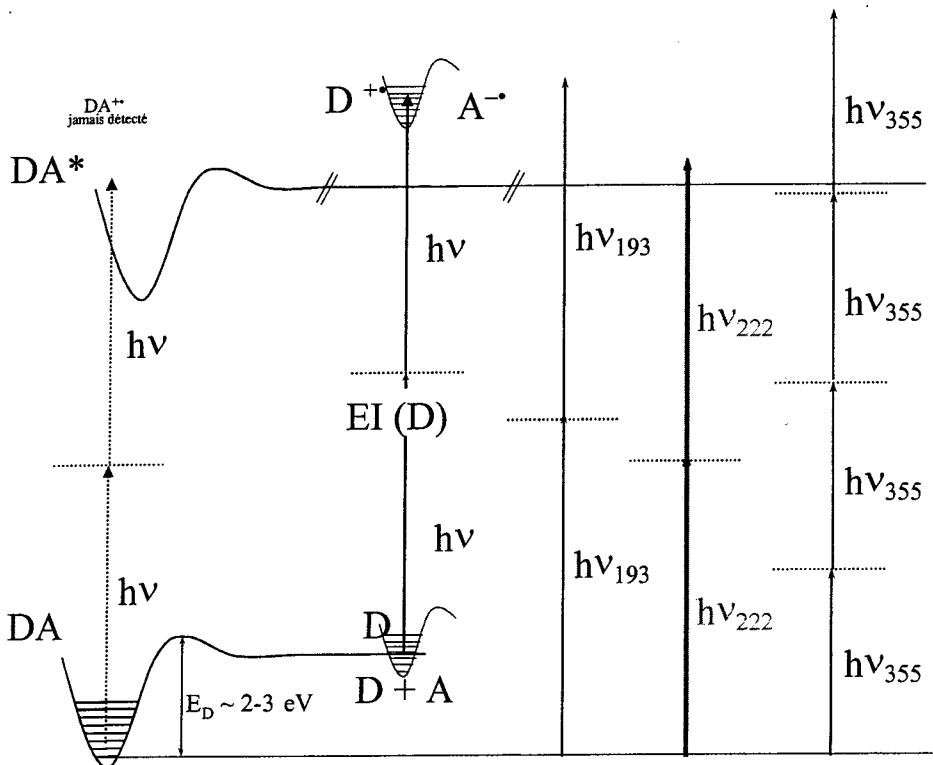 DA+•
jamais détecté
DA*
hν
hν
DA
E_D ~ 2-3 eV
D+•
A−•
hν
EI (D)
hν
D
D + A
hν193
hν193
hν222
hν222
hν355
hν355
hν355
hν355